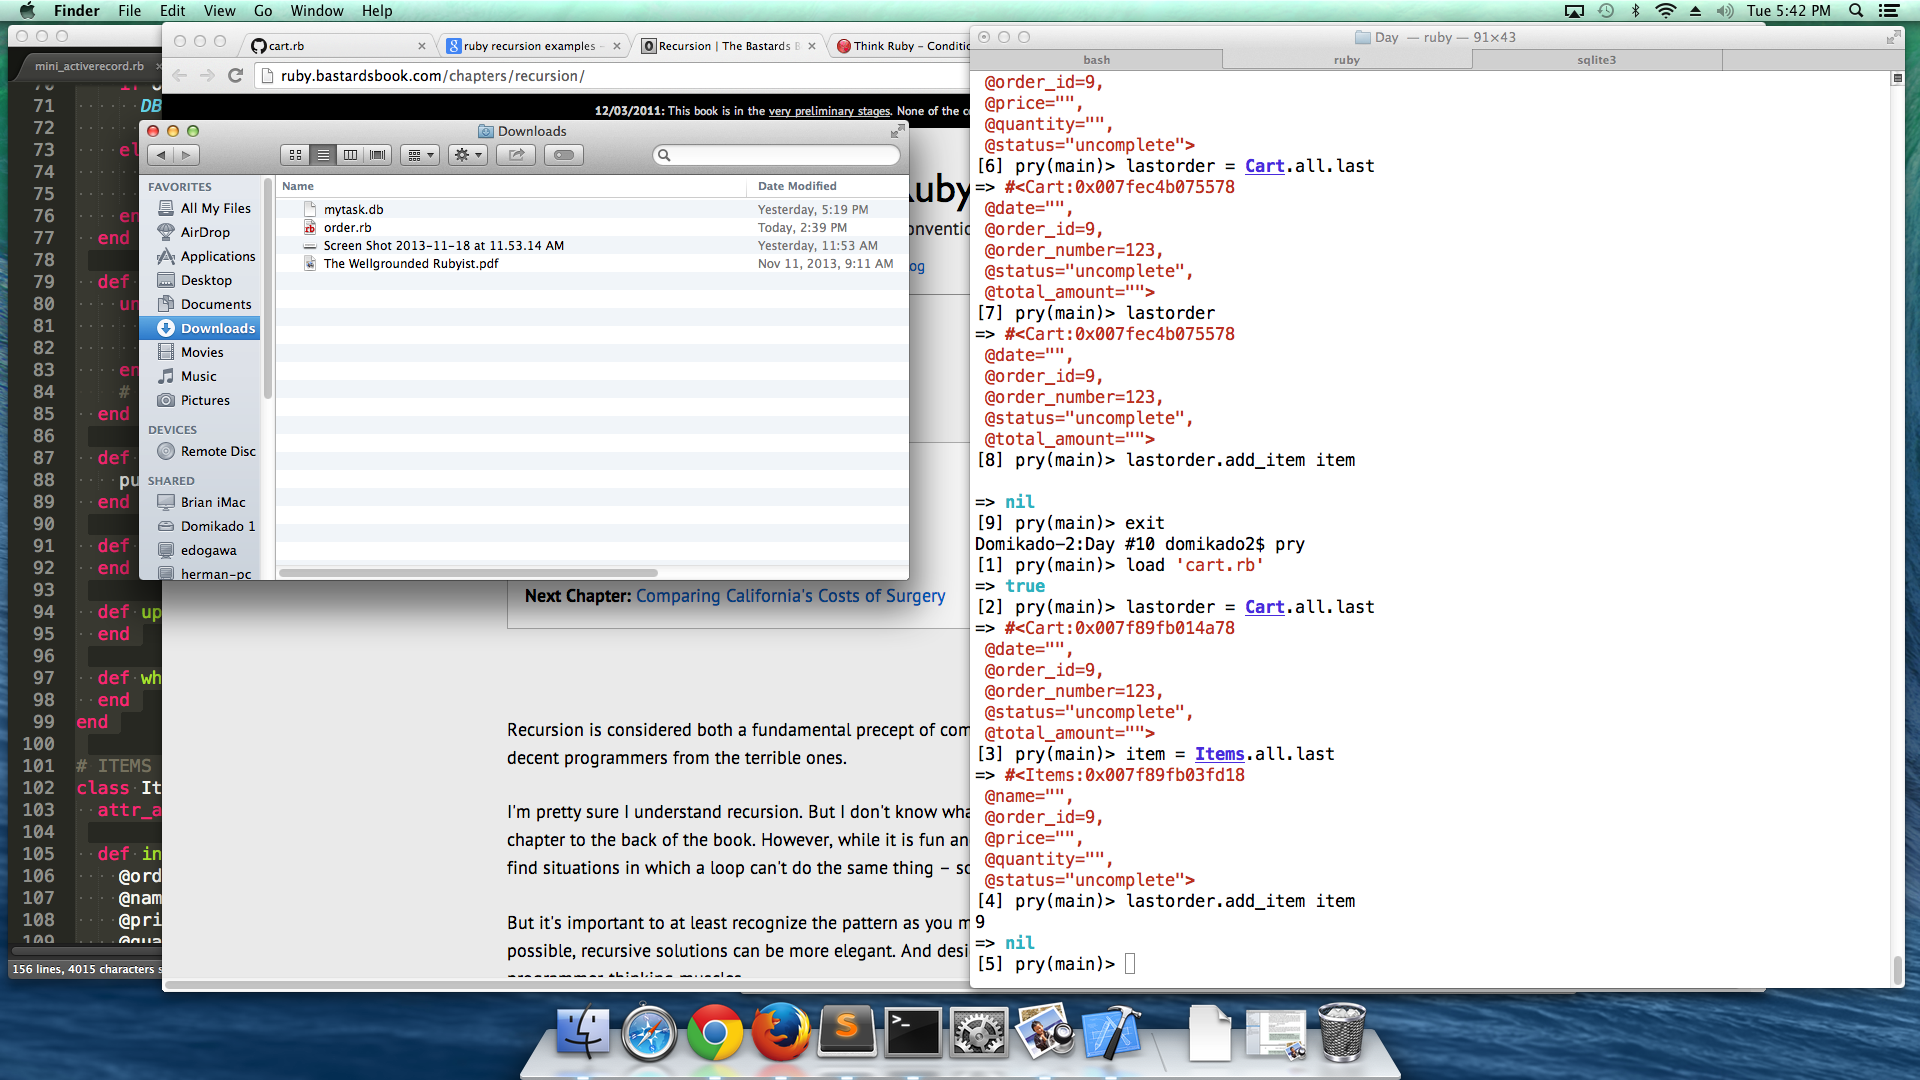 Finder File Edit View Go Window Help
Tue 5:42 PM
mini_activerecord.rb
71 DB
72
73 el
74
75
76 en
77 end
78
79 def
80 un
81
82
83 en
84 #
85 end
86
87 def
88 pu
89 end
90
91 def
92 end
93
94 def up
95 end
96
97 def wh
98 end
99 end
100
101 # ITEMS
102 class It
103 attr_a
104
105 def in
106 @ord
107 @nam
108 @pri
109 @qua
156 lines, 4015 characters s
cart.rb
ruby recursion examples -
Recursion | The Bastards B
Think Ruby – Conditio
ruby.bastardsbook.com/chapters/recursion/
12/03/2011: This book is in the very preliminary stages. None of the c
Ruby
onventio
og
Next Chapter: Comparing California's Costs of Surgery
Recursion is considered both a fundamental precept of com
decent programmers from the terrible ones.
I'm pretty sure I understand recursion. But I don't know wha
chapter to the back of the book. However, while it is fun an
find situations in which a loop can't do the same thing – so
But it's important to at least recognize the pattern as you m
possible, recursive solutions can be more elegant. And desi
programmer thinking muscles.
Downloads
FAVORITES
All My Files
AirDrop
Applications
Desktop
Documents
Downloads
Movies
Music
Pictures
DEVICES
Remote Disc
SHARED
Brian iMac
Domikado 1
edogawa
herman-pc
Name Date Modified
mytask.db Yesterday, 5:19 PM
order.rb Today, 2:39 PM
Screen Shot 2013-11-18 at 11.53.14 AM Yesterday, 11:53 AM
The Wellgrounded Rubyist.pdf Nov 11, 2013, 9:11 AM
Day — ruby — 91×43
bash ruby sqlite3
@order_id=9,
@price="",
@quantity="",
@status="uncomplete">
[6] pry(main)> lastorder = Cart.all.last
=> #<Cart:0x007fec4b075578
@date="",
@order_id=9,
@order_number=123,
@status="uncomplete",
@total_amount="">
[7] pry(main)> lastorder
=> #<Cart:0x007fec4b075578
@date="",
@order_id=9,
@order_number=123,
@status="uncomplete",
@total_amount="">
[8] pry(main)> lastorder.add_item item
=> nil
[9] pry(main)> exit
Domikado-2:Day #10 domikado2$ pry
[1] pry(main)> load 'cart.rb'
=> true
[2] pry(main)> lastorder = Cart.all.last
=> #<Cart:0x007f89fb014a78
@date="",
@order_id=9,
@order_number=123,
@status="uncomplete",
@total_amount="">
[3] pry(main)> item = Items.all.last
=> #<Items:0x007f89fb03fd18
@name="",
@order_id=9,
@price="",
@quantity="",
@status="uncomplete">
[4] pry(main)> lastorder.add_item item
9
=> nil
[5] pry(main)>